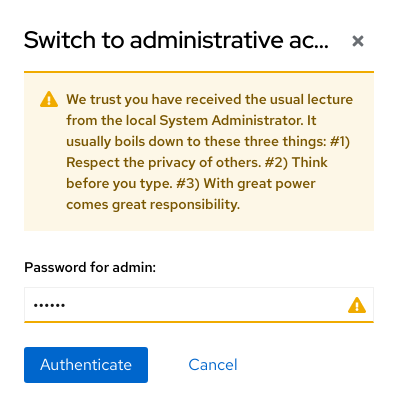 Switch to administrative ac...
We trust you have received the usual lecture
from the local System Administrator. It
usually boils down to these three things: #1)
Respect the privacy of others. #2) Think
before you type. #3) With great power
comes great responsibility.
Password for admin:
••••••
Authenticate
Cancel